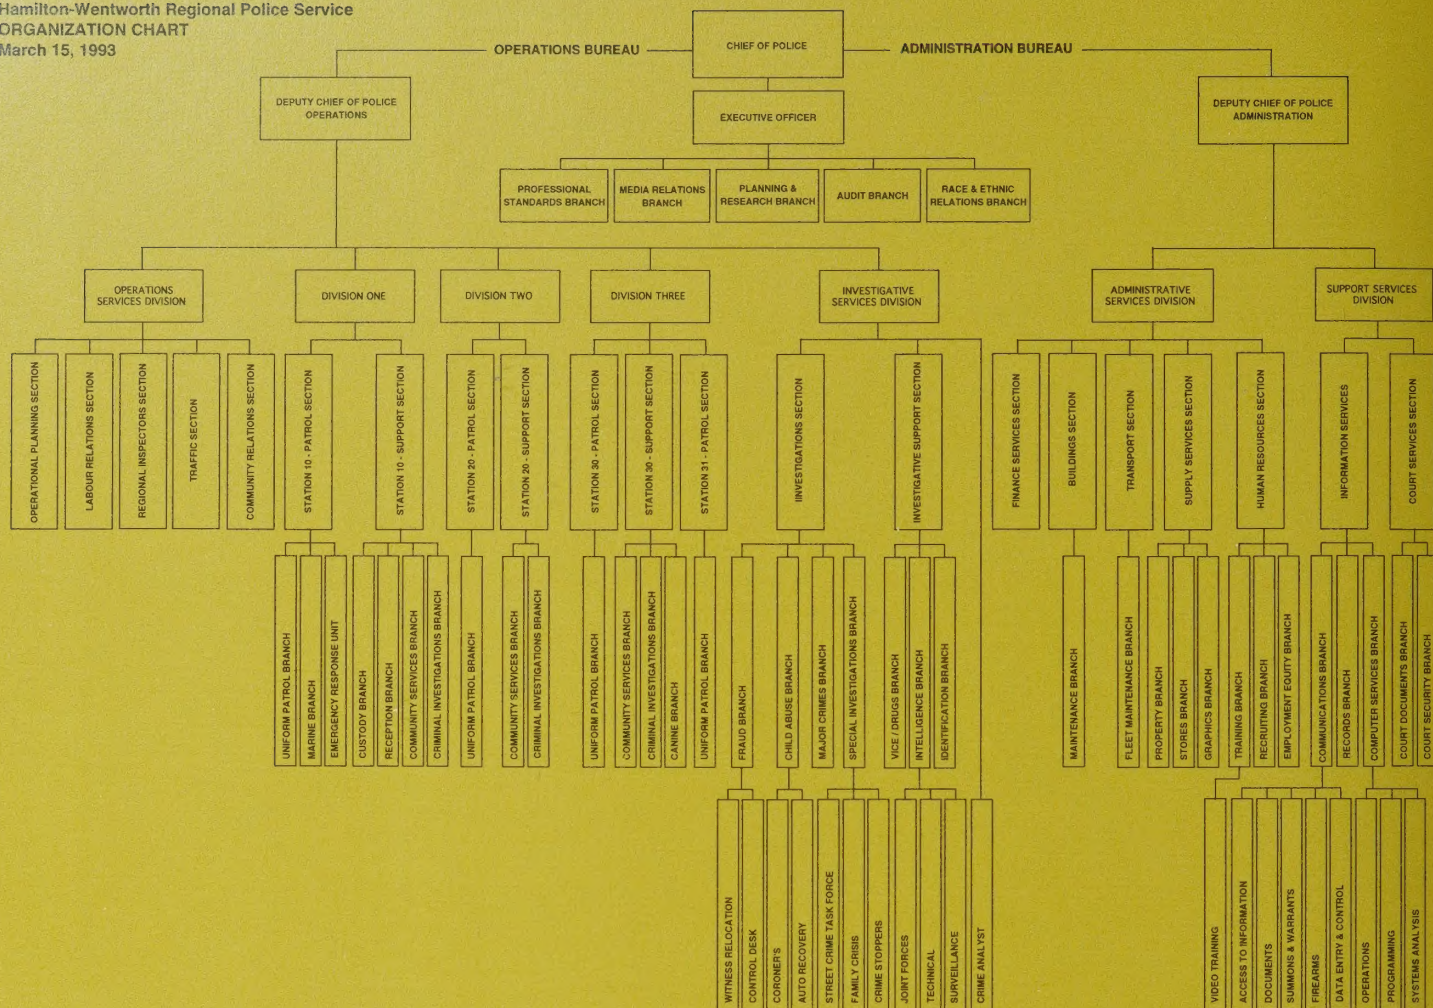 Hamilton-Wentworth Regional Police Service
ORGANIZATION CHART
March 15, 1993
OPERATIONS BUREAU
CHIEF OF POLICE
ADMINISTRATION BUREAU
DEPUTY CHIEF OF POLICE
OPERATIONS
EXECUTIVE OFFICER
DEPUTY CHIEF OF POLICE
ADMINISTRATION
PROFESSIONAL
STANDARDS BRANCH
MEDIA RELATIONS
BRANCH
PLANNING &
RESEARCH BRANCH
AUDIT BRANCH
RACE & ETHNIC
RELATIONS BRANCH
OPERATIONS
SERVICES DIVISION
DIVISION ONE
DIVISION TWO
DIVISION THREE
INVESTIGATIVE
SERVICES DIVISION
ADMINISTRATIVE
SERVICES DIVISION
SUPPORT SERVICES
DIVISION
OPERATIONAL PLANNING SECTION
LABOUR RELATIONS SECTION
REGIONAL INSPECTORS SECTION
TRAFFIC SECTION
COMMUNITY RELATIONS SECTION
STATION 10 - PATROL SECTION
STATION 10 - SUPPORT SECTION
STATION 20 - PATROL SECTION
STATION 20 - SUPPORT SECTION
STATION 30 - PATROL SECTION
STATION 30 - SUPPORT SECTION
STATION 31 - PATROL SECTION
IINVESTIGATIONS SECTION
INVESTIGATIVE SUPPORT SECTION
FINANCE SERVICES SECTION
BUILDINGS SECTION
TRANSPORT SECTION
SUPPLY SERVICES SECTION
HUMAN RESOURCES SECTION
INFORMATION SERVICES
COURT SERVICES SECTION
UNIFORM PATROL BRANCH
MARINE BRANCH
EMERGENCY RESPONSE UNIT
CUSTODY BRANCH
RECEPTION BRANCH
COMMUNITY SERVICES BRANCH
CRIMINAL INVESTIGATIONS BRANCH
UNIFORM PATROL BRANCH
COMMUNITY SERVICES BRANCH
CRIMINAL INVESTIGATIONS BRANCH
UNIFORM PATROL BRANCH
COMMUNITY SERVICES BRANCH
CRIMINAL INVESTIGATIONS BRANCH
CANINE BRANCH
UNIFORM PATROL BRANCH
FRAUD BRANCH
CHILD ABUSE BRANCH
MAJOR CRIMES BRANCH
SPECIAL INVESTIGATIONS BRANCH
VICE / DRUGS BRANCH
INTELLIGENCE BRANCH
IDENTIFICATION BRANCH
MAINTENANCE BRANCH
FLEET MAINTENANCE BRANCH
PROPERTY BRANCH
STORES BRANCH
GRAPHICS BRANCH
TRAINING BRANCH
RECRUITING BRANCH
EMPLOYMENT EQUITY BRANCH
COMMUNICATIONS BRANCH
RECORDS BRANCH
COMPUTER SERVICES BRANCH
COURT DOCUMENTS BRANCH
COURT SECURITY BRANCH
WITNESS RELOCATION
CONTROL DESK
CORONER'S
AUTO RECOVERY
STREET CRIME TASK FORCE
FAMILY CRISIS
CRIME STOPPERS
JOINT FORCES
TECHNICAL
SURVEILLANCE
CRIME ANALYST
VIDEO TRAINING
ACCESS TO INFORMATION
DOCUMENTS
SUMMONS & WARRANTS
FIREARMS
DATA ENTRY & CONTROL
OPERATIONS
PROGRAMMING
SYSTEMS ANALYSIS